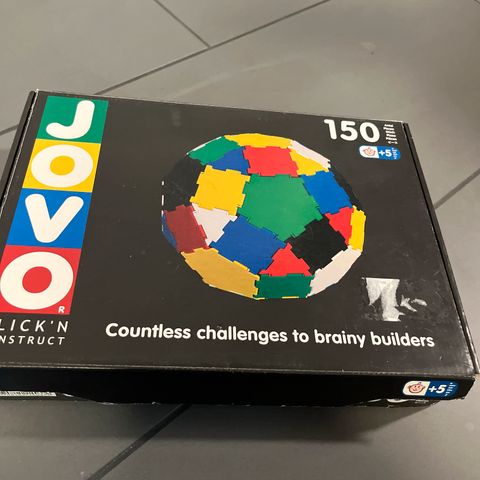 JOVO
R
LICK'N
NSTRUCT
150
+5
Countless challenges to brainy builders
+5